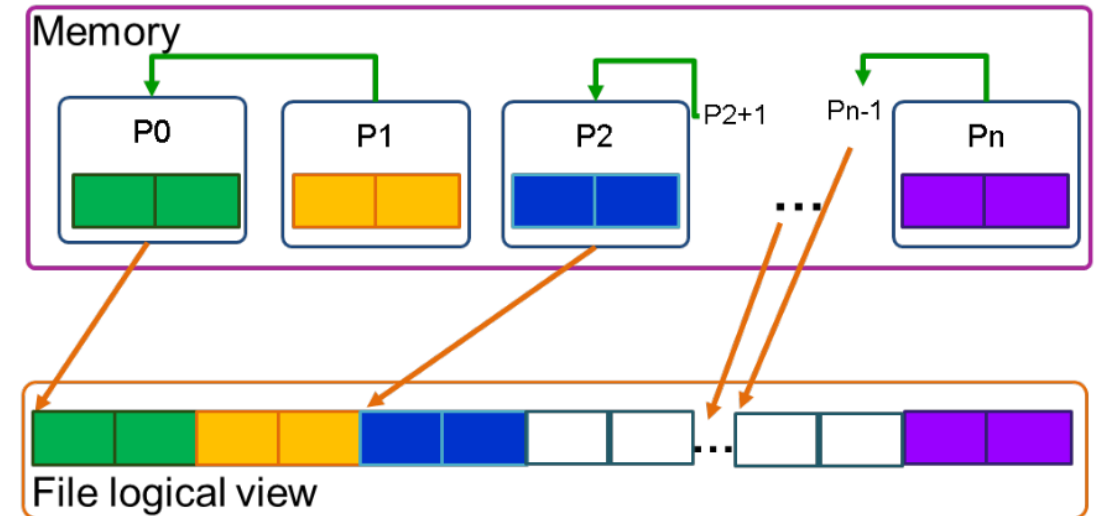 Memory
P0
P1
P2
P2+1
Pn-1
Pn
...
...
File logical view